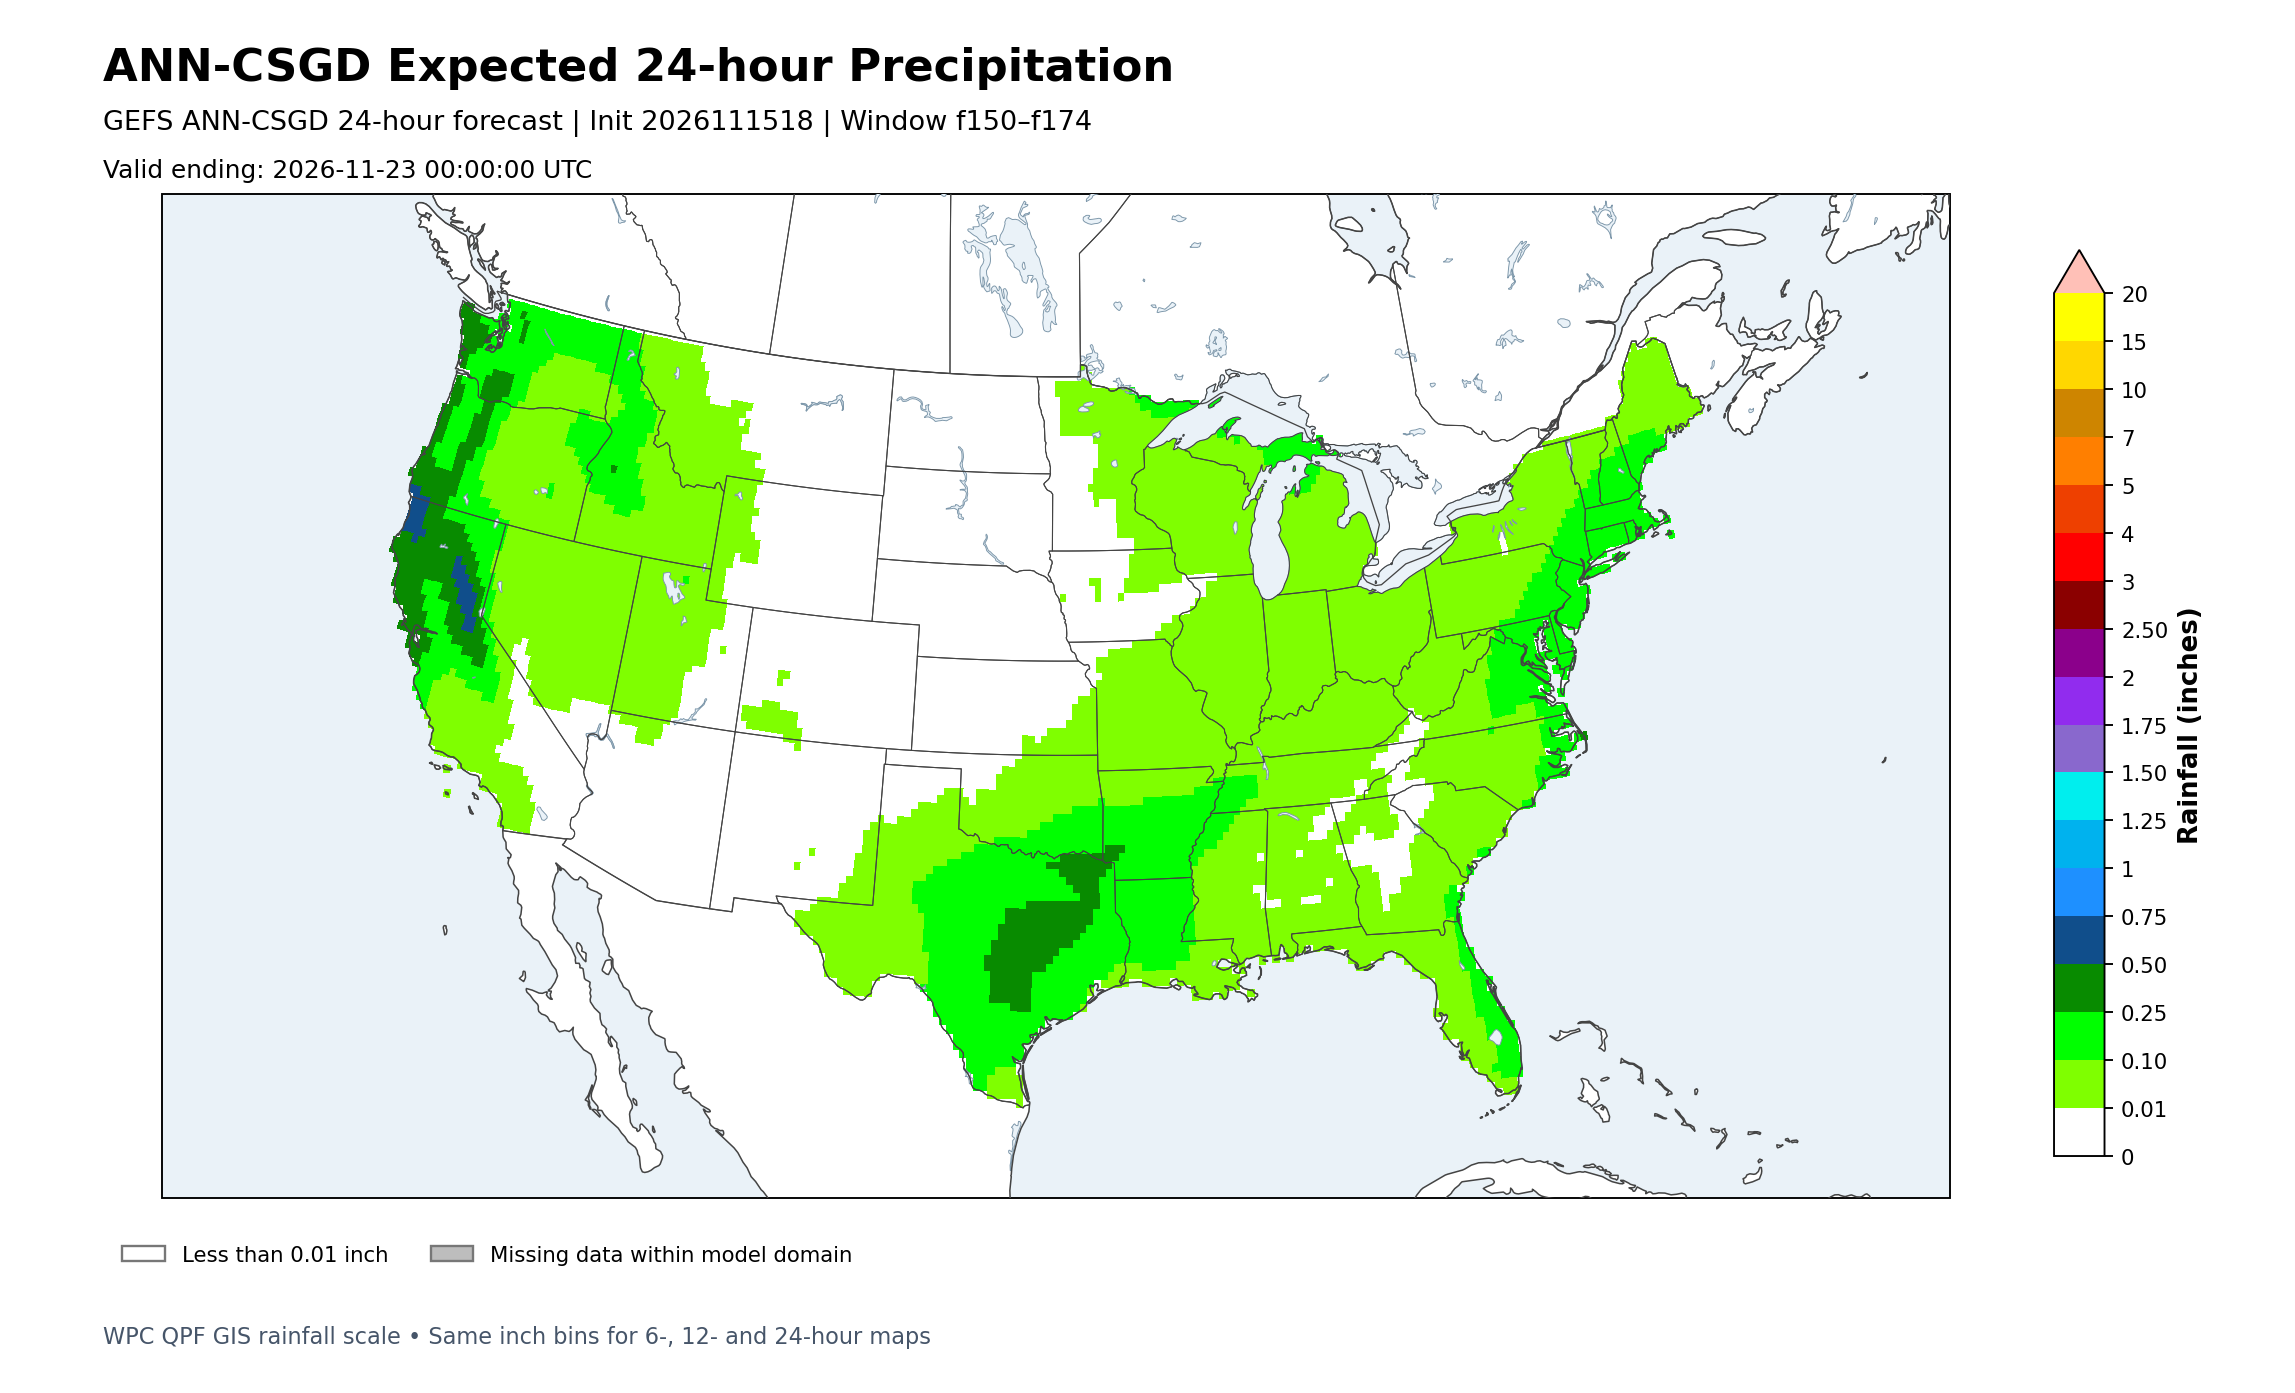 ANN-CSGD Expected 24-hour Precipitation
GEFS ANN-CSGD 24-hour forecast | Init 2026111518 | Window f150–f174
Valid ending: 2026-11-23 00:00:00 UTC
20
15
10
7
5
4
3
2.50
2
1.75
1.50
1.25
1
0.75
0.50
0.25
0.10
0.01
0
Rainfall (inches)
Less than 0.01 inch
Missing data within model domain
WPC QPF GIS rainfall scale • Same inch bins for 6-, 12- and 24-hour maps